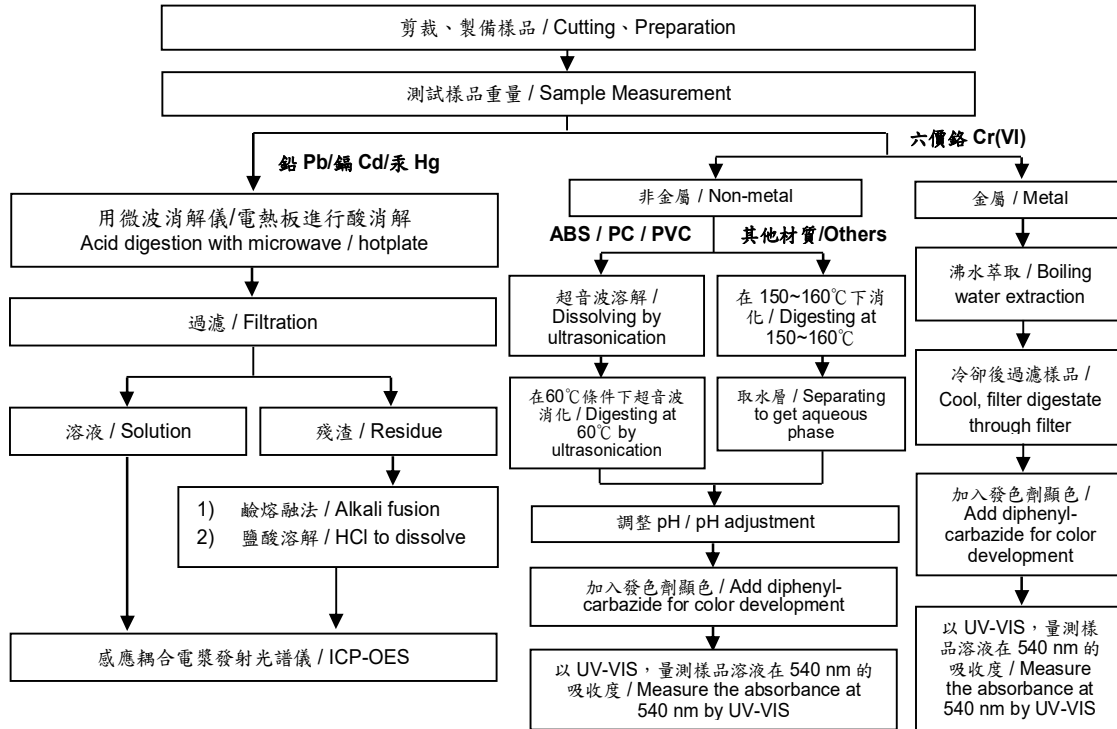 剪裁、製備樣品 / Cutting、Preparation
測試樣品重量 / Sample Measurement
鉛 Pb/鎘 Cd/汞 Hg
六價鉻 Cr(VI)
用微波消解儀/電熱板進行酸消解
Acid digestion with microwave / hotplate
過濾 / Filtration
溶液 / Solution
殘渣 / Residue
1) 鹼熔融法 / Alkali fusion
2) 鹽酸溶解 / HCl to dissolve
感應耦合電漿發射光譜儀 / ICP-OES
非金屬 / Non-metal
ABS / PC / PVC
其他材質/Others
超音波溶解 /
Dissolving by
ultrasonication
在60℃條件下超音波
消化 / Digesting at
60℃ by
ultrasonication
在 150~160℃下消
化 / Digesting at
150~160℃
取水層 / Separating
to get aqueous
phase
調整 pH / pH adjustment
加入發色劑顯色 / Add diphenyl-
carbazide for color development
以 UV-VIS，量測樣品溶液在 540 nm 的
吸收度 / Measure the absorbance at
540 nm by UV-VIS
金屬 / Metal
沸水萃取 / Boiling
water extraction
冷卻後過濾樣品 /
Cool, filter digestate
through filter
加入發色劑顯色 /
Add diphenyl-
carbazide for color
development
以 UV-VIS，量測樣
品溶液在 540 nm 的
吸收度 / Measure
the absorbance at
540 nm by UV-VIS